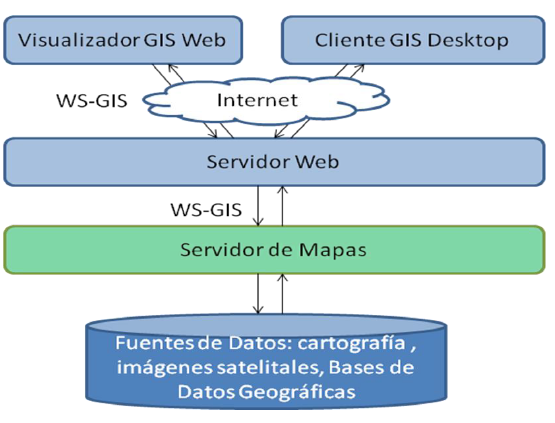 Visualizador GIS Web
Cliente GIS Desktop
WS-GIS
Internet
Servidor Web
WS-GIS
Servidor de Mapas
Fuentes de Datos: cartografía ,
imágenes satelitales, Bases de
Datos Geográficas